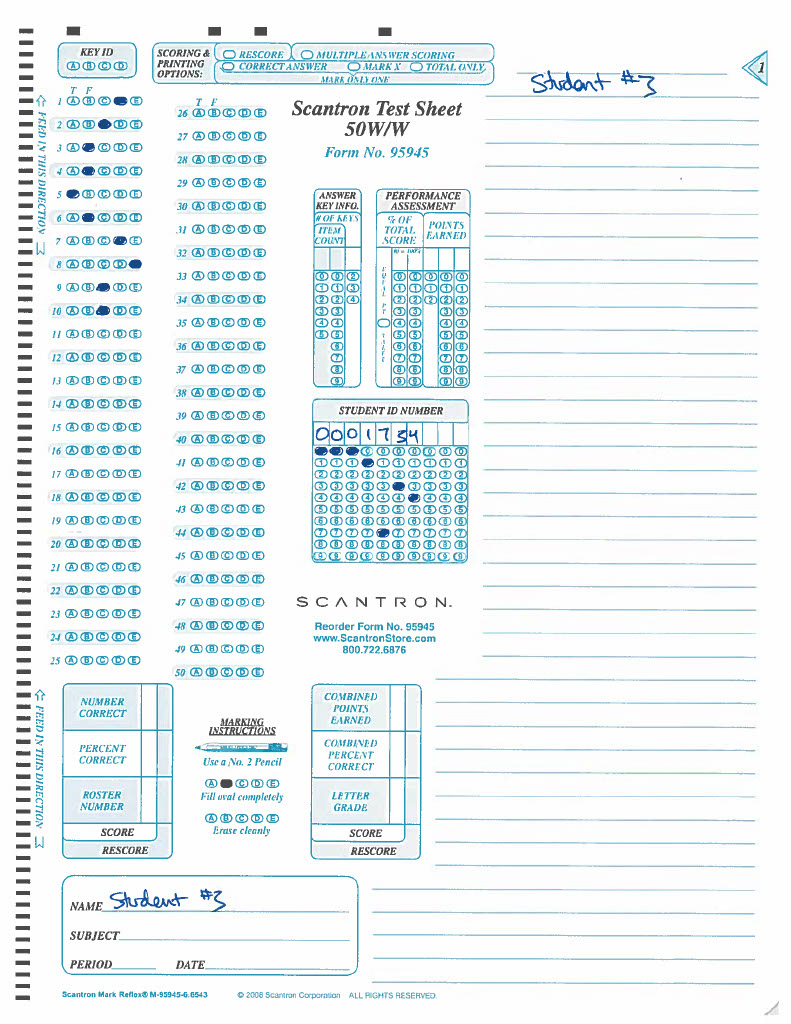 KEY ID
A B C D
SCORING & PRINTING OPTIONS:
RESCORE
MULTIPLE-ANSWER SCORING
CORRECT ANSWER
MARK X
TOTAL ONLY
MARK ONLY ONE
1
Student #3
FEED IN THIS DIRECTION
T F
1 A B C E
2 A B D E
3 A C D E
4 A C D E
5 B C D E
6 A C D E
7 A B C E
8 A B C D
9 A B D E
10 A B D E
11 A B C D E
12 A B C D E
13 A B C D E
14 A B C D E
15 A B C D E
16 A B C D E
17 A B C D E
18 A B C D E
19 A B C D E
20 A B C D E
21 A B C D E
22 A B C D E
23 A B C D E
24 A B C D E
25 A B C D E
T F
26 A B C D E
27 A B C D E
28 A B C D E
29 A B C D E
30 A B C D E
31 A B C D E
32 A B C D E
33 A B C D E
34 A B C D E
35 A B C D E
36 A B C D E
37 A B C D E
38 A B C D E
39 A B C D E
40 A B C D E
41 A B C D E
42 A B C D E
43 A B C D E
44 A B C D E
45 A B C D E
46 A B C D E
47 A B C D E
48 A B C D E
49 A B C D E
50 A B C D E
Scantron Test Sheet
50W/W
Form No. 95945
ANSWER
KEY INFO.
# OF KEYS
ITEM
COUNT
PERFORMANCE
ASSESSMENT
% OF
TOTAL
SCORE
POINTS
EARNED
STUDENT ID NUMBER
0001734
SCANTRON.
Reorder Form No. 95945
www.ScantronStore.com
800.722.6876
FEED IN THIS DIRECTION
NUMBER
CORRECT
PERCENT
CORRECT
ROSTER
NUMBER
SCORE
RESCORE
MARKING
INSTRUCTIONS
Use a No. 2 Pencil
A C D E
Fill oval completely
A B C D E
Erase cleanly
COMBINED
POINTS
EARNED
COMBINED
PERCENT
CORRECT
LETTER
GRADE
SCORE
RESCORE
NAME Student #3
SUBJECT
PERIOD DATE
Scantron Mark Reflex® M-95945-6:6543 © 2008 Scantron Corporation ALL RIGHTS RESERVED.